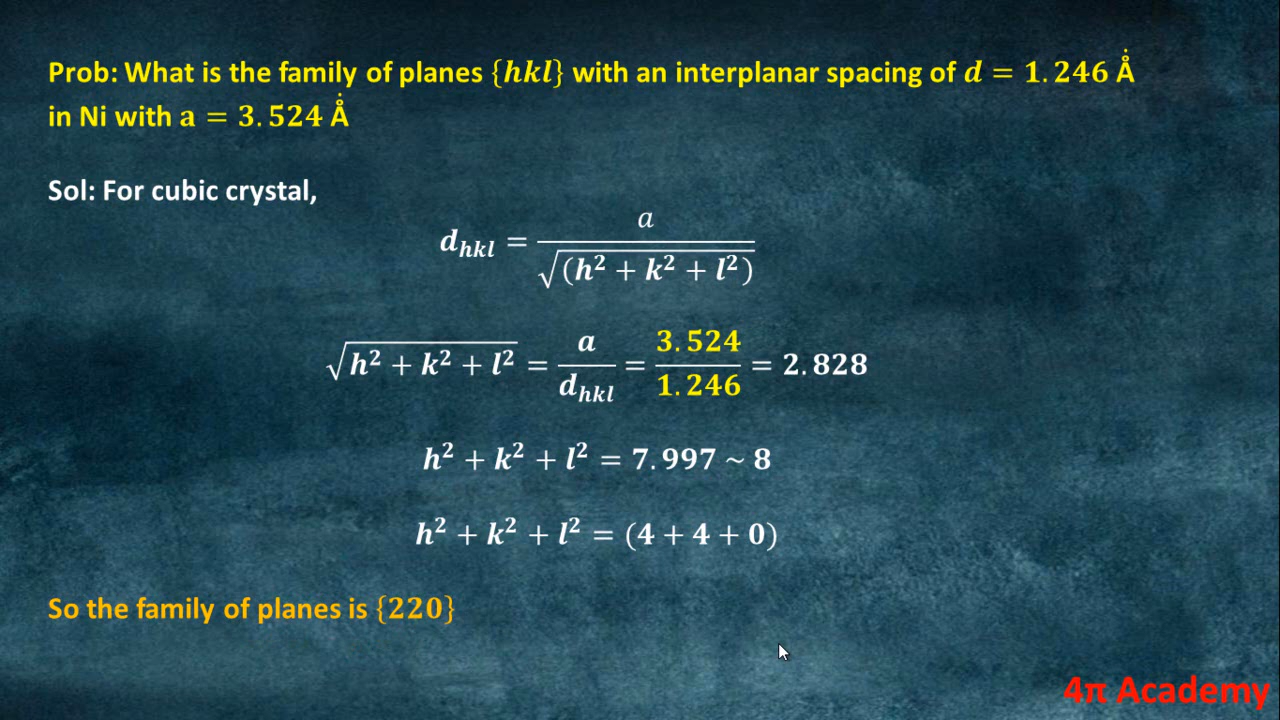 Prob: What is the family of planes {hkl} with an interplanar spacing of d = 1.246 Å
in Ni with a = 3.524 Å
Sol: For cubic crystal,
d_hkl = a / √(h² + k² + l²)
√h² + k² + l² = a / d_hkl = 3.524 / 1.246 = 2.828
h² + k² + l² = 7.997 ~ 8
h² + k² + l² = (4 + 4 + 0)
So the family of planes is {220}
4π Academy